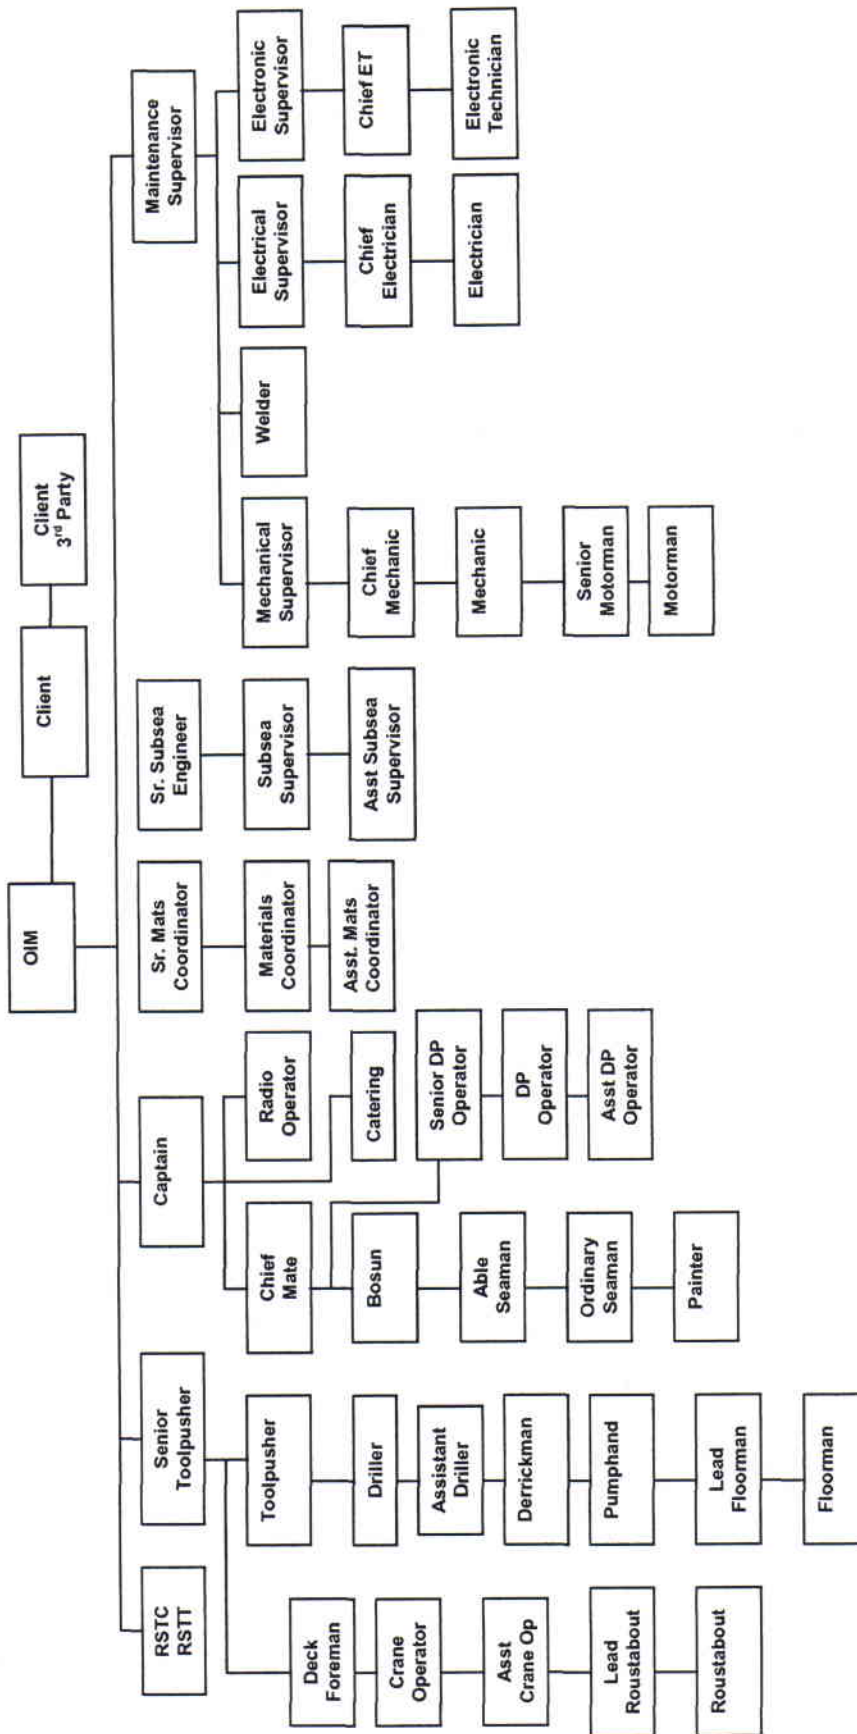 OIM
Client
Client
3rd Party
RSTC
RSTT
Senior
Toolpusher
Captain
Sr. Mats
Coordinator
Sr. Subsea
Engineer
Maintenance
Supervisor
Toolpusher
Chief
Mate
Radio
Operator
Materials
Coordinator
Subsea
Supervisor
Mechanical
Supervisor
Welder
Electrical
Supervisor
Electronic
Supervisor
Deck
Foreman
Driller
Bosun
Catering
Asst. Mats
Coordinator
Asst Subsea
Supervisor
Chief
Mechanic
Chief
Electrician
Chief ET
Crane
Operator
Assistant
Driller
Senior DP
Operator
Able
Seaman
Mechanic
Electrician
Electronic
Technician
Asst
Crane Op
Derrickman
DP
Operator
Ordinary
Seaman
Senior
Motorman
Lead
Roustabout
Pumphand
Asst DP
Operator
Painter
Motorman
Roustabout
Lead
Floorman
Floorman